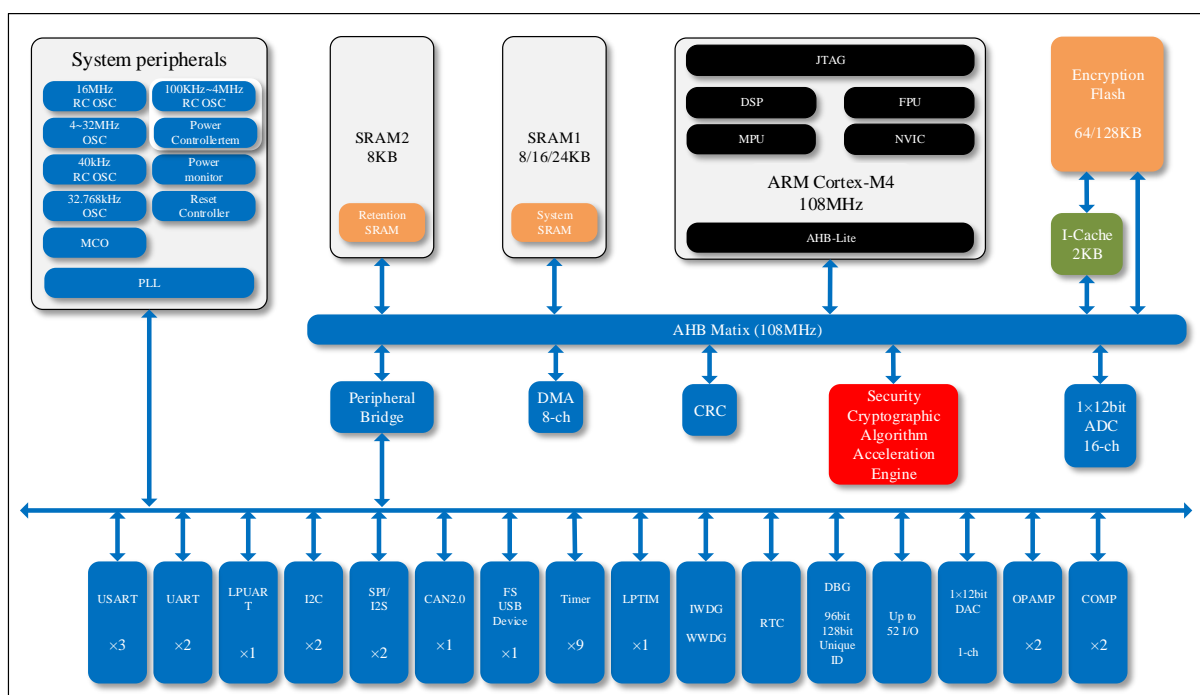 System peripherals
16MHz
RC OSC
100KHz~4MHz
RC OSC
4~32MHz
OSC
Power
Controllertem
40kHz
RC OSC
Power
monitor
32.768kHz
OSC
Reset
Controller
MCO
PLL
SRAM2
8KB
Retention
SRAM
SRAM1
8/16/24KB
System
SRAM
JTAG
DSP
FPU
MPU
NVIC
ARM Cortex-M4
108MHz
AHB-Lite
Encryption
Flash
64/128KB
I-Cache
2KB
AHB Matix (108MHz)
Peripheral
Bridge
DMA
8-ch
CRC
Security
Cryptographic
Algorithm
Acceleration
Engine
1×12bit
ADC
16-ch
USART
×3
UART
×2
LPUAR
T
×1
I2C
×2
SPI/
I2S
×2
CAN2.0
×1
FS
USB
Device
×1
Timer
×9
LPTIM
×1
IWDG
WWDG
RTC
DBG
96bit
128bit
Unique
ID
Up to
52 I/O
1×12bit
DAC
1-ch
OPAMP
×2
COMP
×2